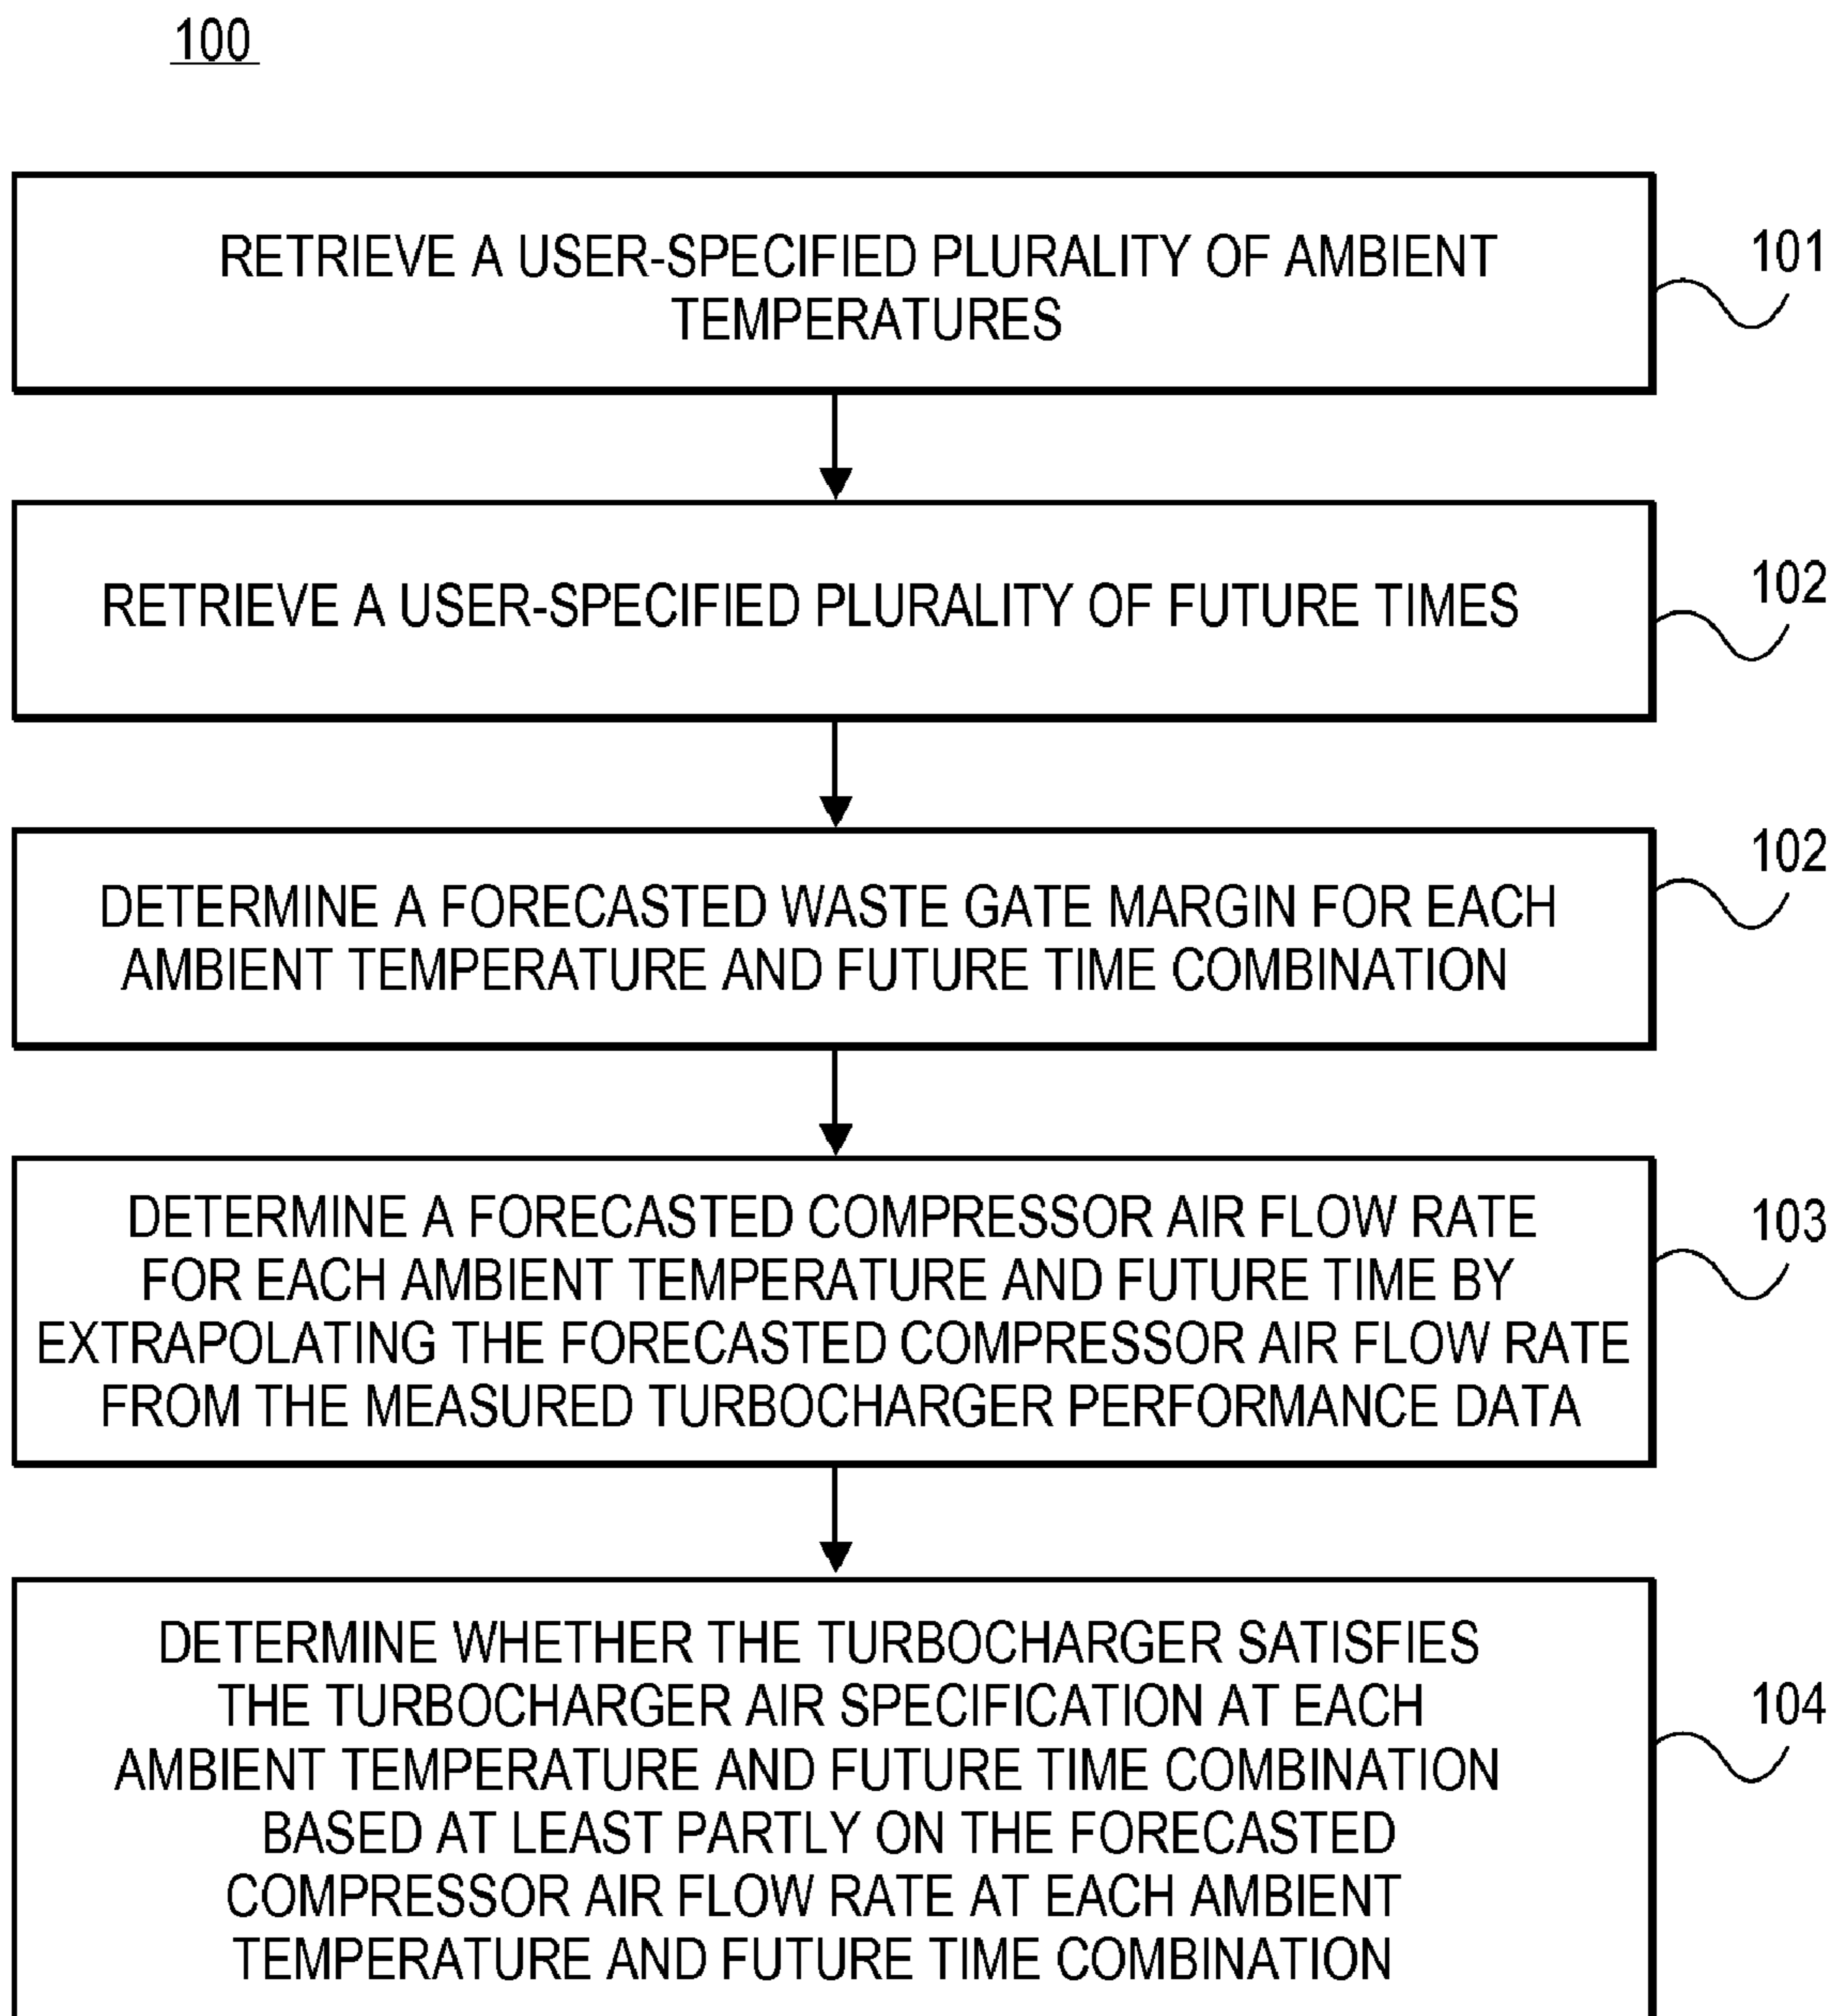 100
RETRIEVE A USER-SPECIFIED PLURALITY OF AMBIENT
TEMPERATURES
101
RETRIEVE A USER-SPECIFIED PLURALITY OF FUTURE TIMES
102
DETERMINE A FORECASTED WASTE GATE MARGIN FOR EACH
AMBIENT TEMPERATURE AND FUTURE TIME COMBINATION
102
DETERMINE A FORECASTED COMPRESSOR AIR FLOW RATE
FOR EACH AMBIENT TEMPERATURE AND FUTURE TIME BY
EXTRAPOLATING THE FORECASTED COMPRESSOR AIR FLOW RATE
FROM THE MEASURED TURBOCHARGER PERFORMANCE DATA
103
DETERMINE WHETHER THE TURBOCHARGER SATISFIES
THE TURBOCHARGER AIR SPECIFICATION AT EACH
AMBIENT TEMPERATURE AND FUTURE TIME COMBINATION
BASED AT LEAST PARTLY ON THE FORECASTED
COMPRESSOR AIR FLOW RATE AT EACH AMBIENT
TEMPERATURE AND FUTURE TIME COMBINATION
104